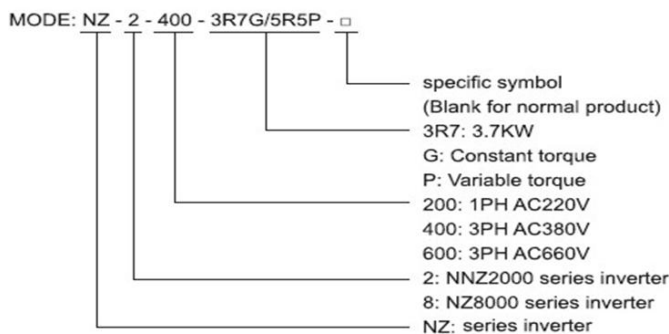 MODE: NZ - 2 - 400 - 3R7G/5R5P - □
specific symbol
(Blank for normal product)
3R7: 3.7KW
G: Constant torque
P: Variable torque
200: 1PH AC220V
400: 3PH AC380V
600: 3PH AC660V
2: NNZ2000 series inverter
8: NZ8000 series inverter
NZ: series inverter